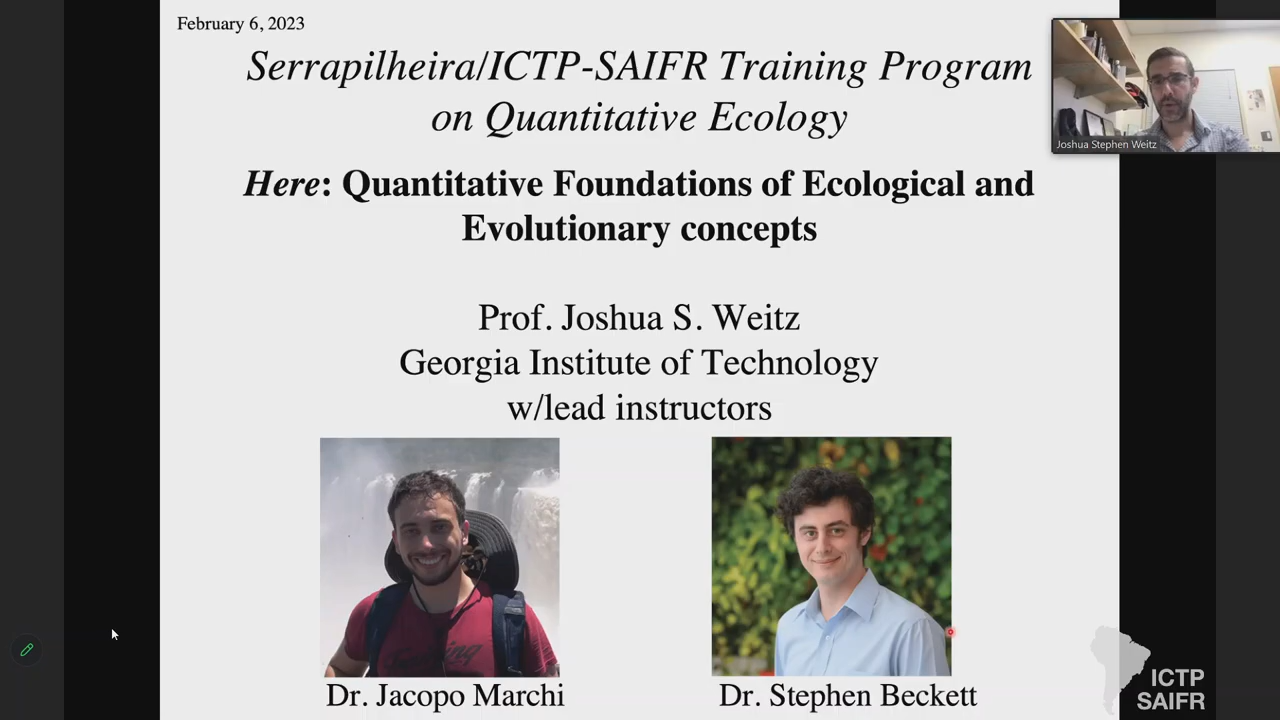 February 6, 2023
Serrapilheira/ICTP-SAIFR Training Program
on Quantitative Ecology
Here: Quantitative Foundations of Ecological and
Evolutionary concepts
Joshua Stephen Weitz
Prof. Joshua S. Weitz
Georgia Institute of Technology
w/lead instructors
Dr. Jacopo Marchi
Dr. Stephen Beckett
ICTP
SAIFR